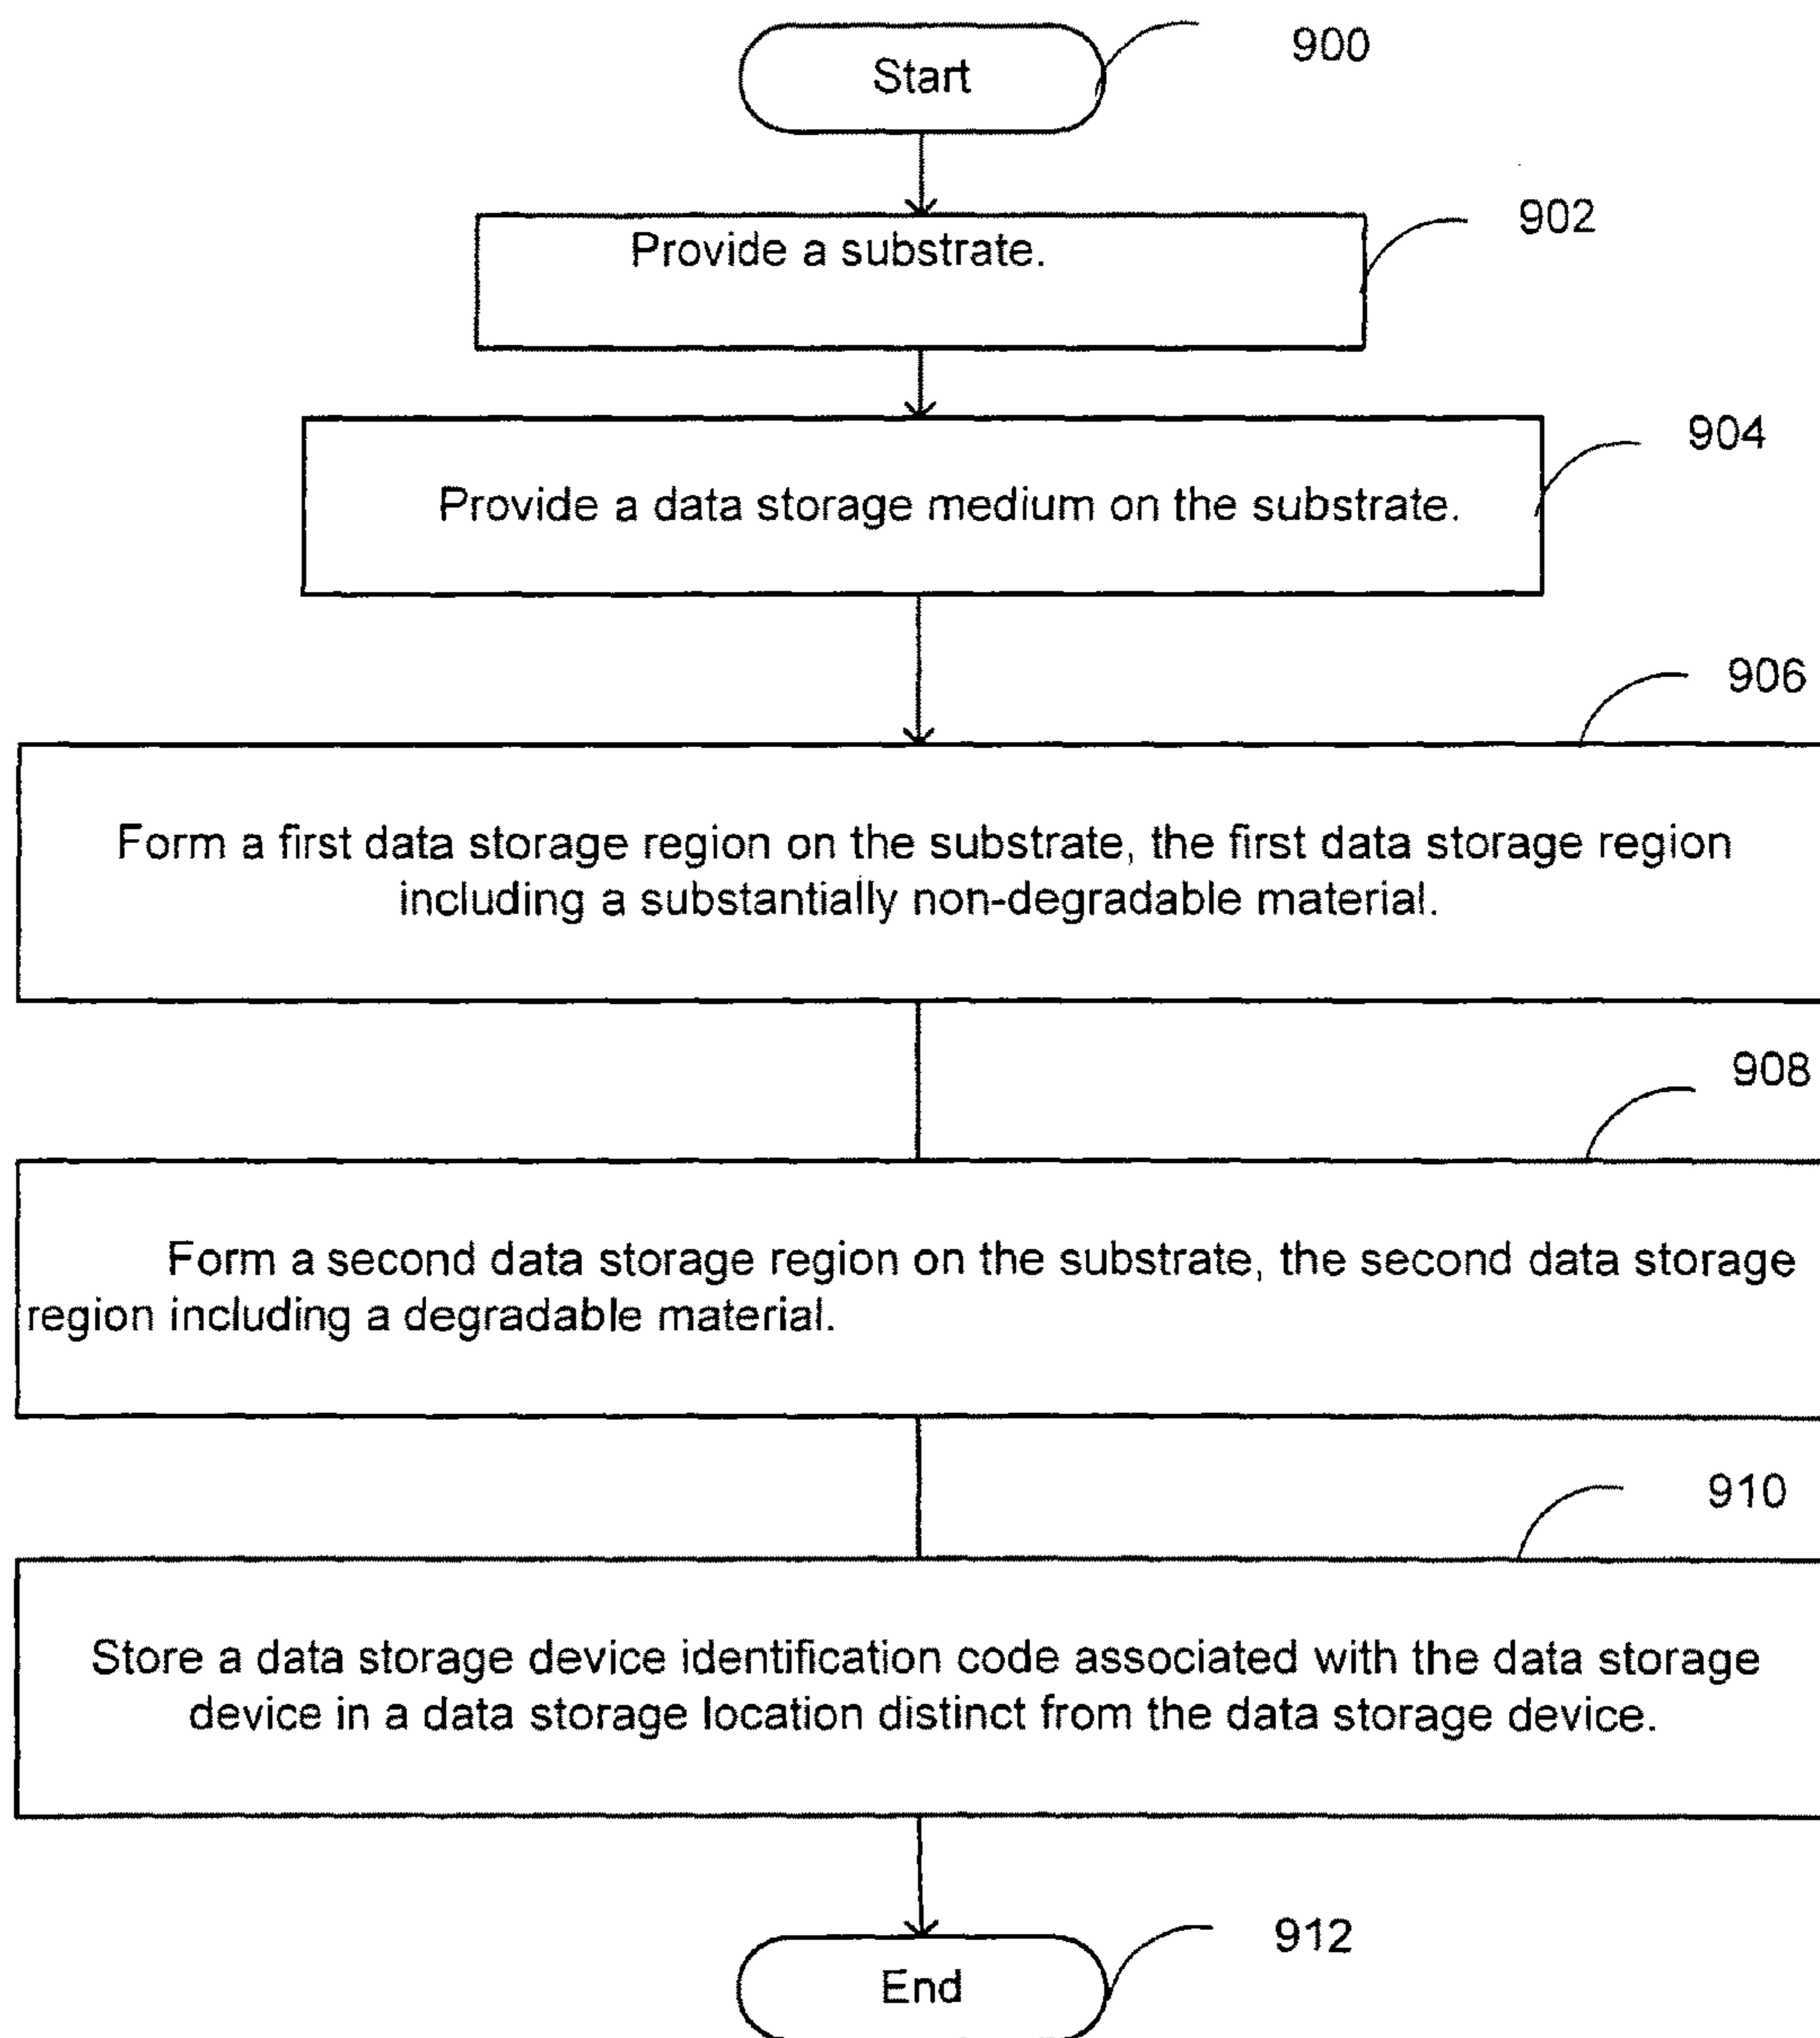 Start
900
Provide a substrate.
902
Provide a data storage medium on the substrate.
904
906
Form a first data storage region on the substrate, the first data storage region
including a substantially non-degradable material.
908
Form a second data storage region on the substrate, the second data storage
region including a degradable material.
910
Store a data storage device identification code associated with the data storage
device in a data storage location distinct from the data storage device.
912
End